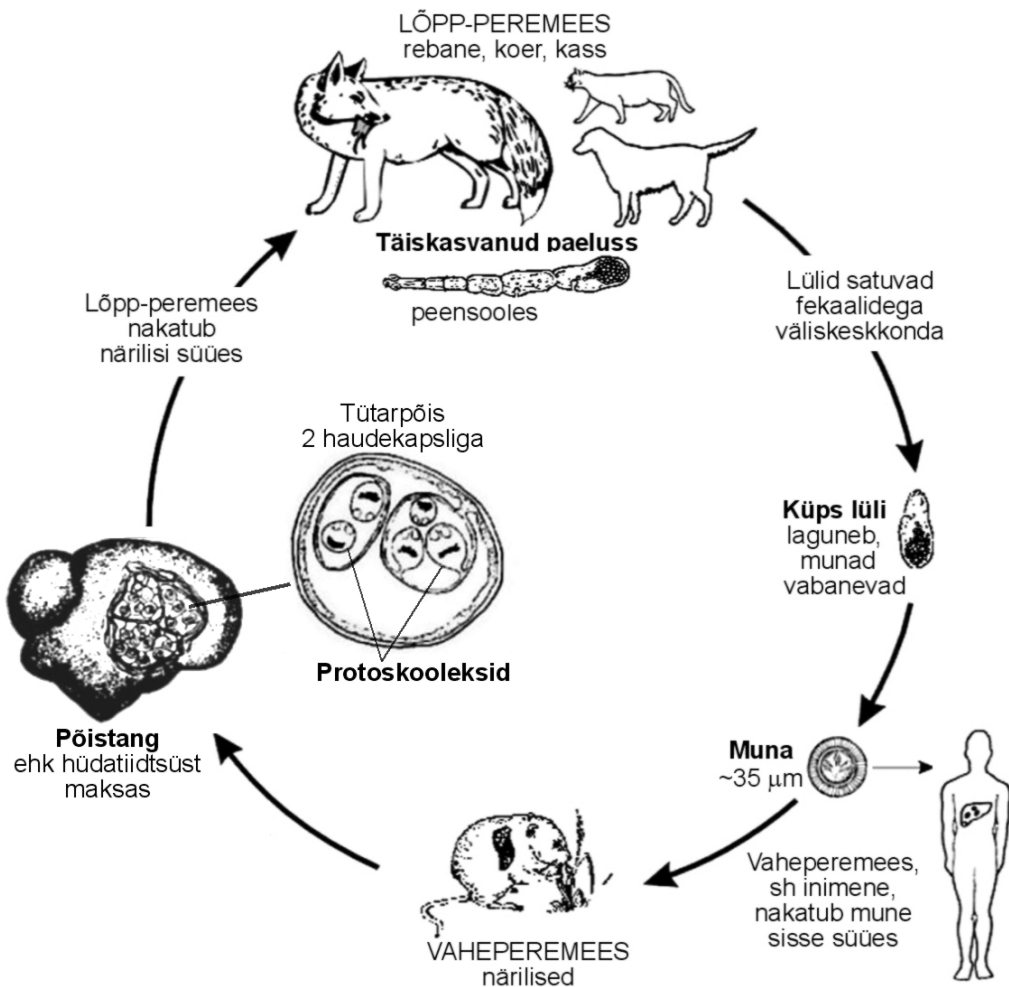 LÕPP-PEREMEES
rebane, koer, kass
Täiskasvanud paeluss
peensooles
Lülid satuvad
fekaalidega
väliskeskkonda
Küps lüli
laguneb,
munad
vabanevad
Muna
~35 µm
Vaheperemees,
sh inimene,
nakatub mune
sisse süües
VAHEPEREMEES
närilised
Põistang
ehk hüdatiidtsüst
maksas
Tütarpõis
2 haudekapsliga
Protoskooleksid
Lõpp-peremees
nakatub
närilisi süües